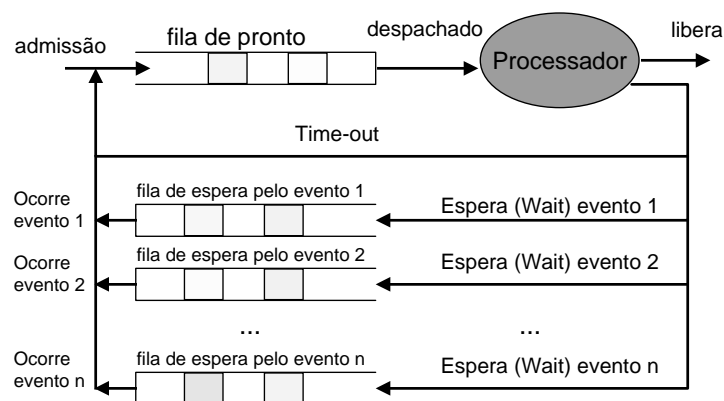 admissão
fila de pronto
despachado
libera
Processador
Time-out
Ocorre
evento 1
fila de espera pelo evento 1
Espera (Wait) evento 1
Ocorre
evento 2
fila de espera pelo evento 2
Espera (Wait) evento 2
...
...
Ocorre
evento n
fila de espera pelo evento n
Espera (Wait) evento n